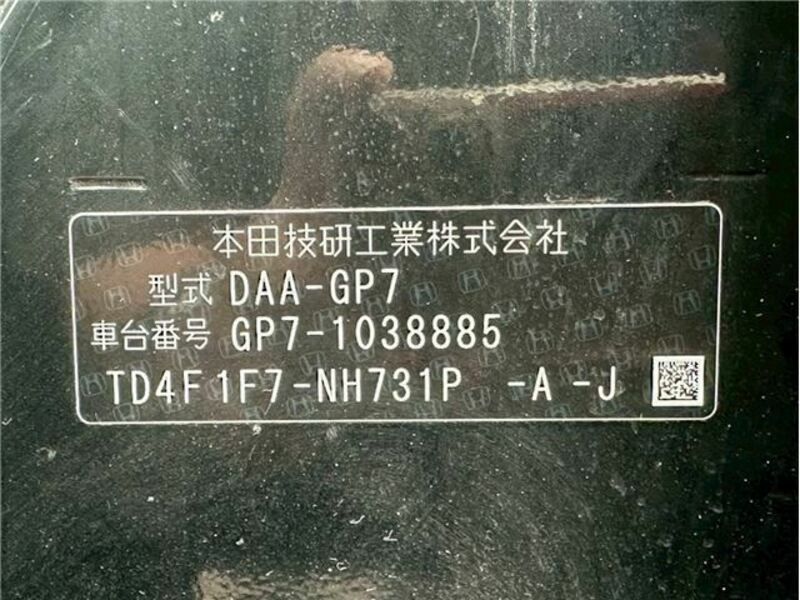 本田技研工業株式会社
型式 DAA-GP7
車台番号 GP7-1038885
TD4F1F7-NH731P -A -J